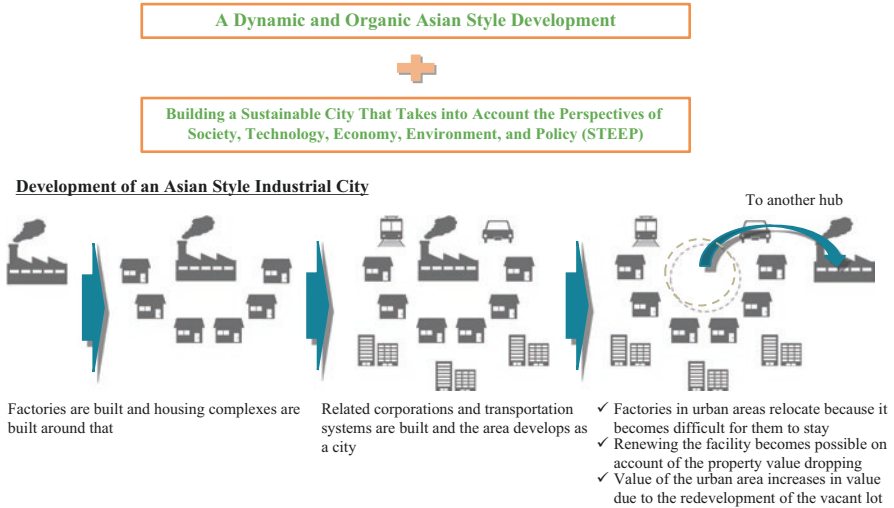 A Dynamic and Organic Asian Style Development
Building a Sustainable City That Takes into Account the Perspectives of
Society, Technology, Economy, Environment, and Policy (STEEP)
Development of an Asian Style Industrial City
To another hub
Factories are built and housing complexes are
built around that
Related corporations and transportation
systems are built and the area develops as
a city
✓ Factories in urban areas relocate because it
becomes difficult for them to stay
✓ Renewing the facility becomes possible on
account of the property value dropping
✓ Value of the urban area increases in value
due to the redevelopment of the vacant lot